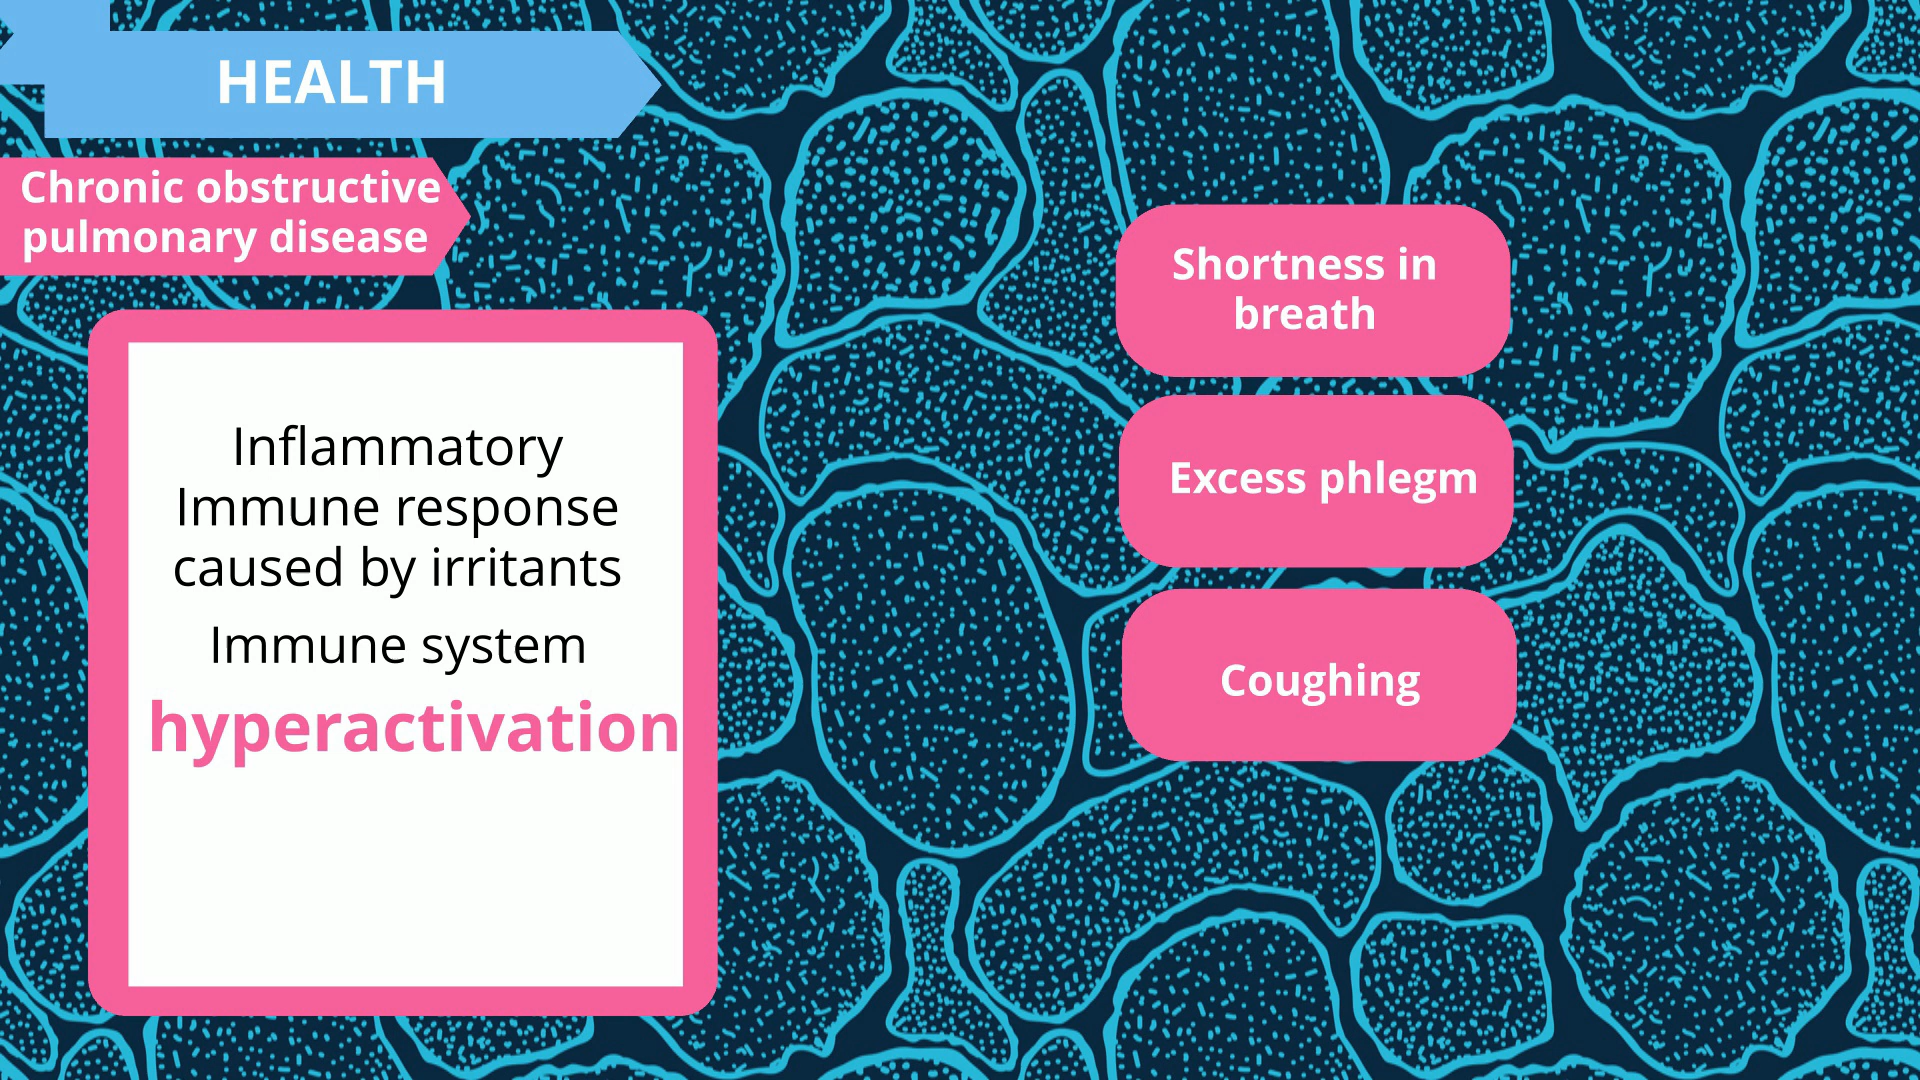 HEALTH
Chronic obstructive
pulmonary disease
Inflammatory
Immune response
caused by irritants
Immune system
hyperactivation
Shortness in
breath
Excess phlegm
Coughing